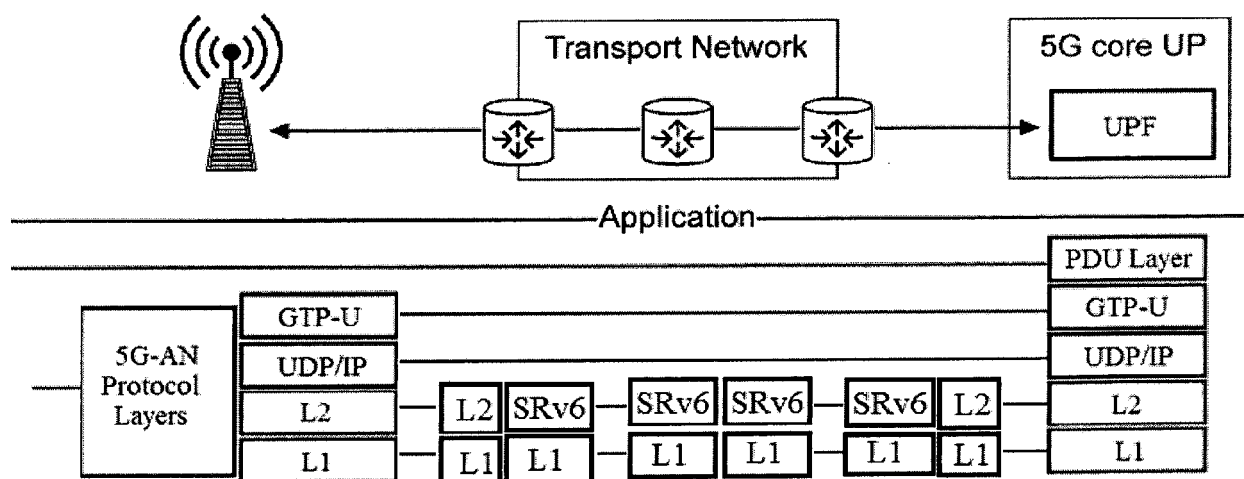 Transport Network
5G core UP
UPF
Application
PDU Layer
GTP-U
GTP-U
5G-AN
Protocol
Layers
UDP/IP
UDP/IP
L2
L2
SRv6
SRv6
SRv6
SRv6
L2
L2
L1
L1
L1
L1
L1
L1
L1
L1